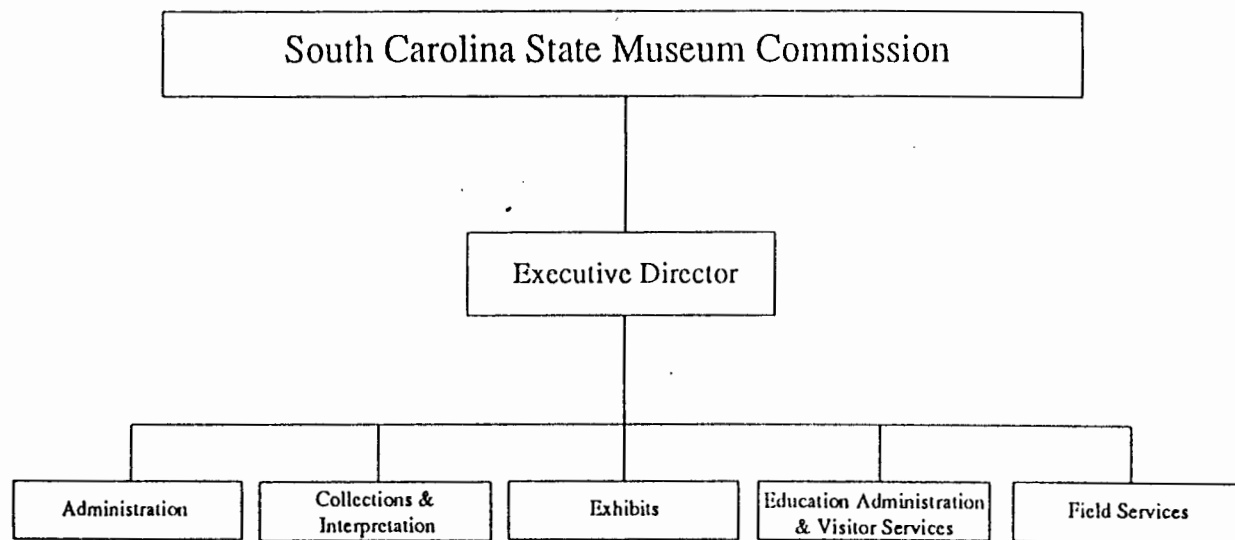 South Carolina State Museum Commission
Executive Director
Administration
Collections &
Interpretation
Exhibits
Education Administration
& Visitor Services
Field Services